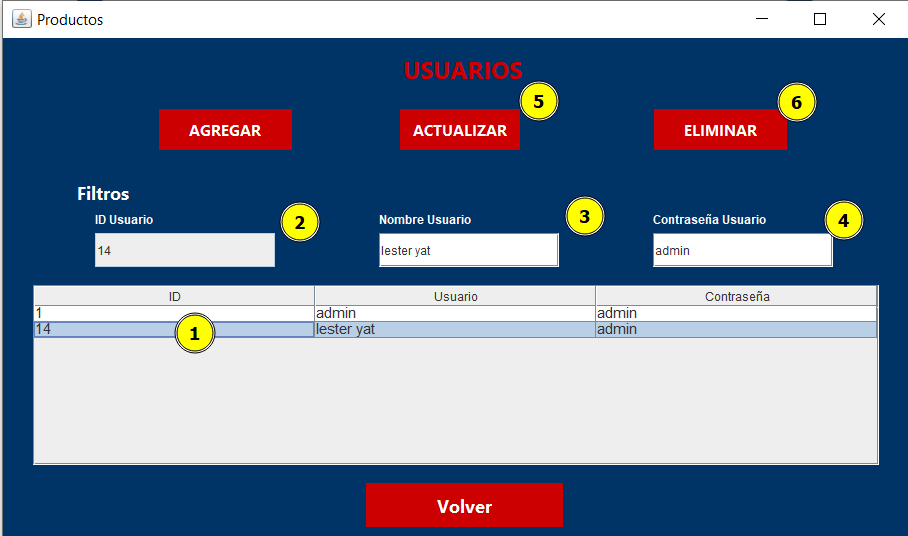 Productos
USUARIOS
5
6
AGREGAR ACTUALIZAR ELIMINAR
Filtros
ID Usuario 2 Nombre Usuario 3 Contraseña Usuario 4
14 lester yat admin
ID Usuario Contraseña
1 admin admin
14 1 lester yat admin
Volver